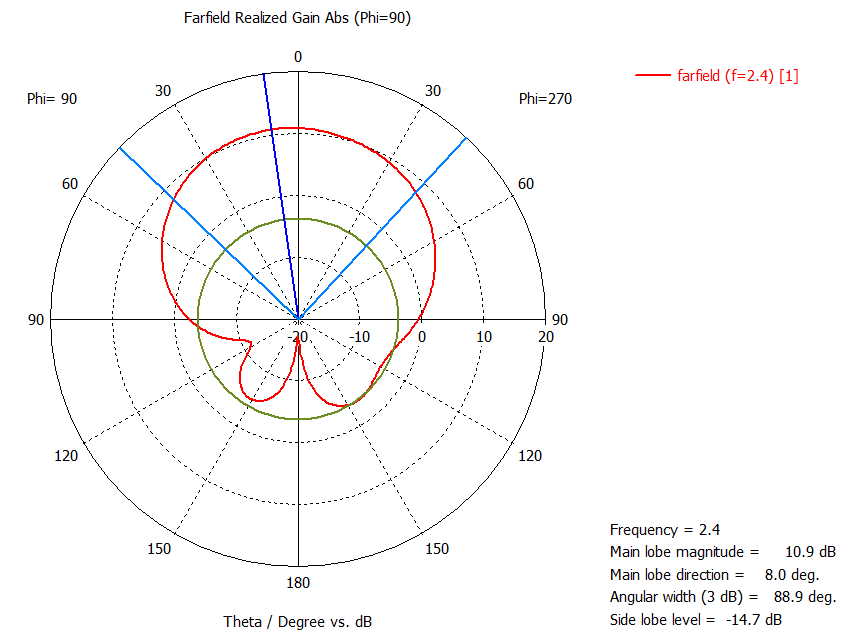 Farfield Realized Gain Abs (Phi=90)
farfield (f=2.4) [1]
Phi= 90
Phi=270
0
30
30
60
60
90
90
-20
-10
0
10
20
120
120
150
150
180
Theta / Degree vs. dB
Frequency = 2.4
Main lobe magnitude = 10.9 dB
Main lobe direction = 8.0 deg.
Angular width (3 dB) = 88.9 deg.
Side lobe level = -14.7 dB